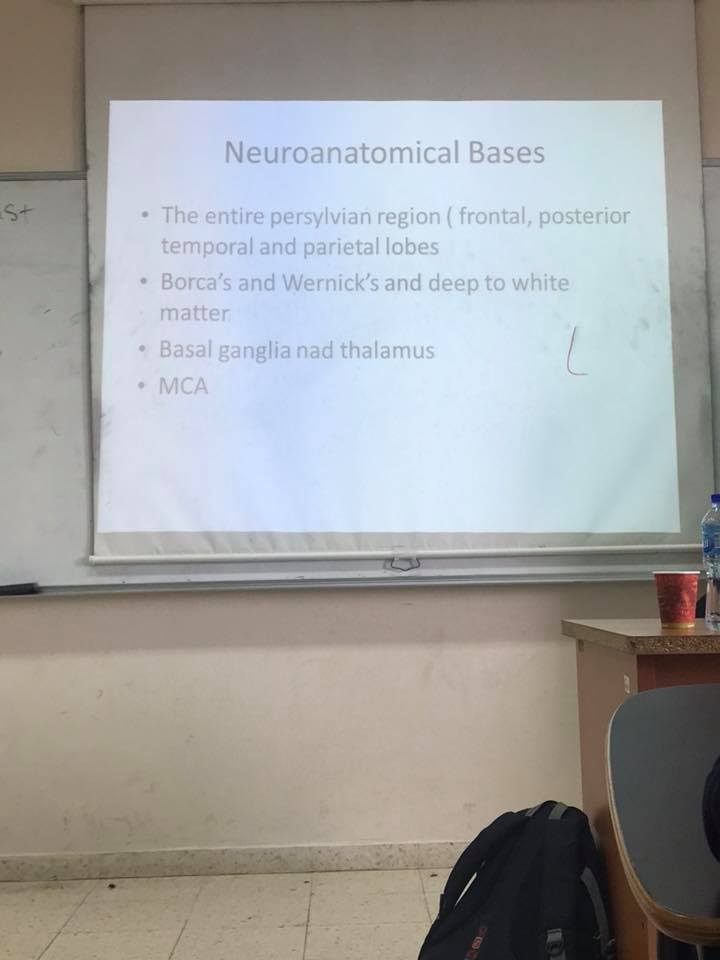 st
Neuroanatomical Bases
• The entire persylvian region ( frontal, posterior
temporal and parietal lobes
• Borca's and Wernick's and deep to white
matter
• Basal ganglia nad thalamus
• MCA